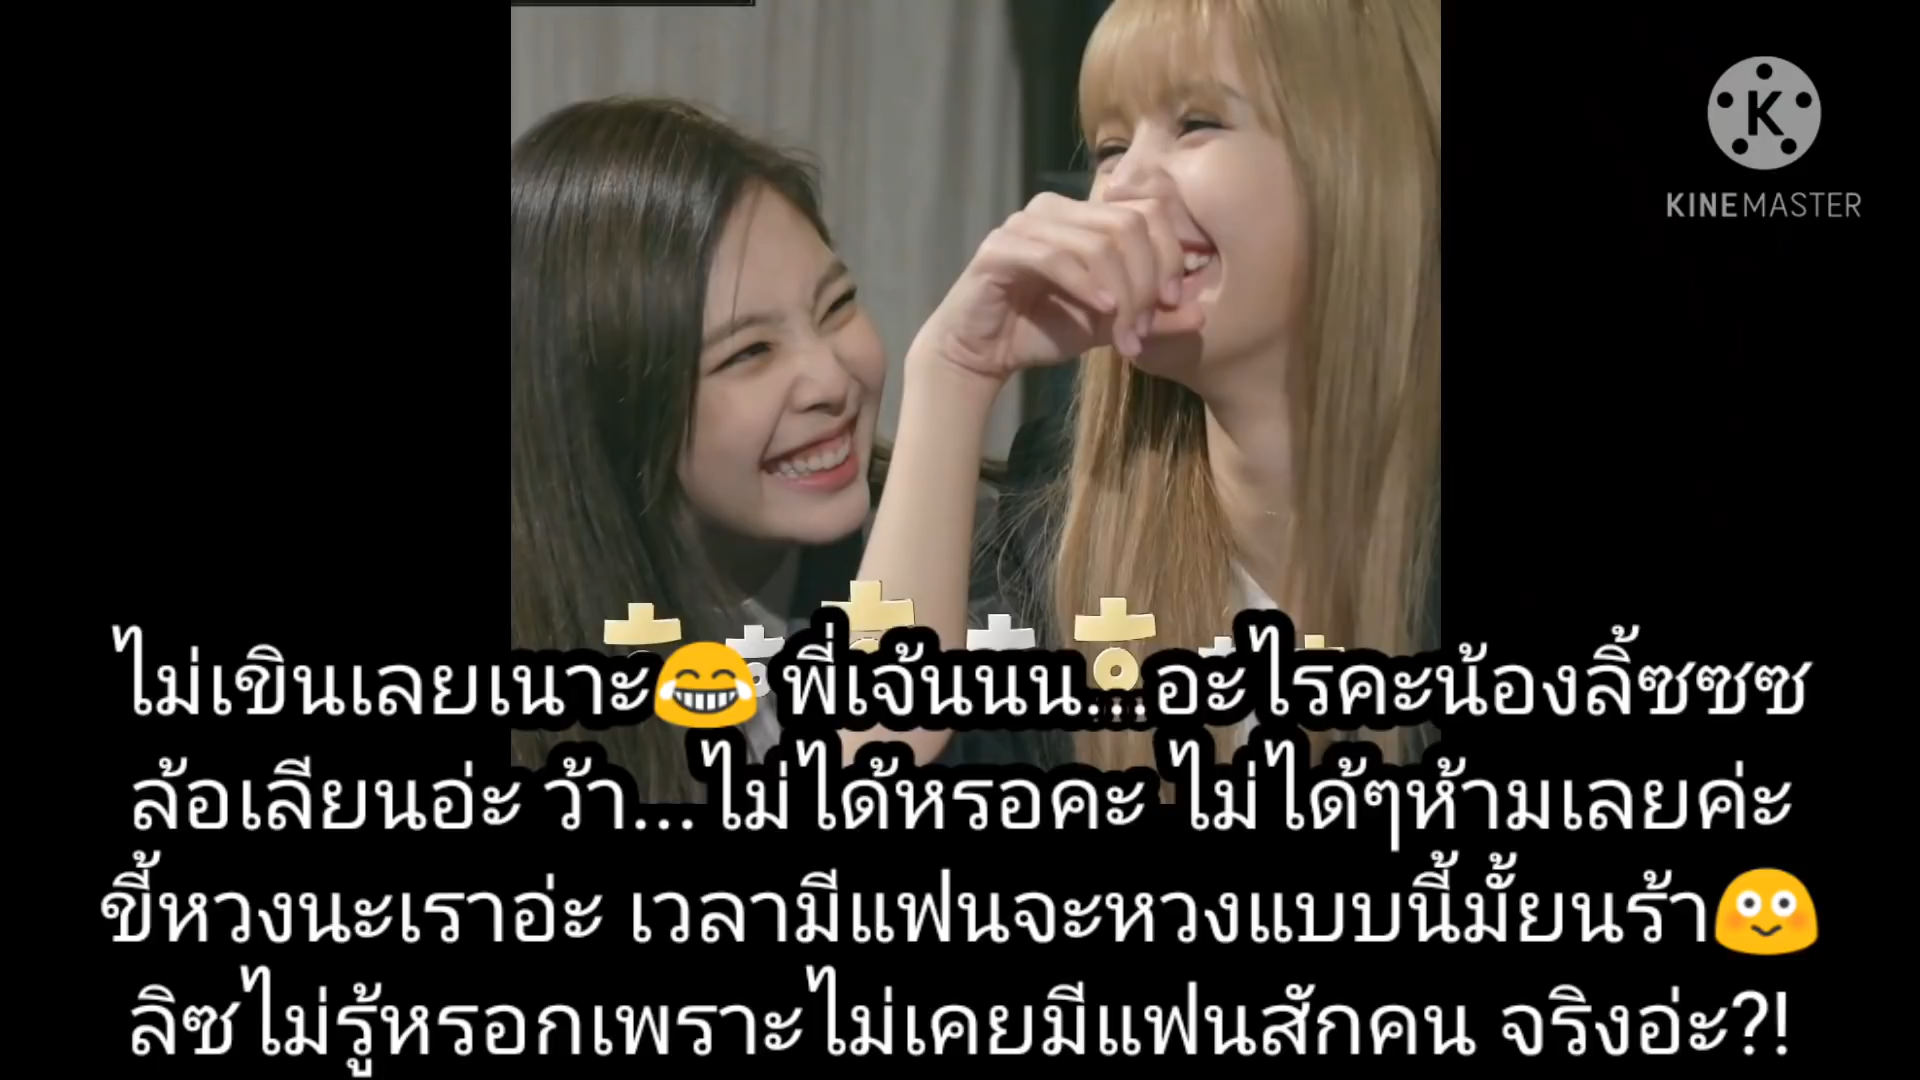 KINEMASTER
ไม่เขินเลยเนาะ😂 พี่เจ้นนน... อะไรคะน้องลิ้ซซซ
ล้อเลียนอ่ะ ว้า...ไม่ได้หรอคะ ไม่ได้ๆห้ามเลยค่ะ
ขี้หวงนะเราอ่ะ เวลามีแฟนจะหวงแบบนี้มั้ยนร้า😳
ลิซไม่รู้หรอกเพราะไม่เคยมีแฟนสักคน จริงอ่ะ?!